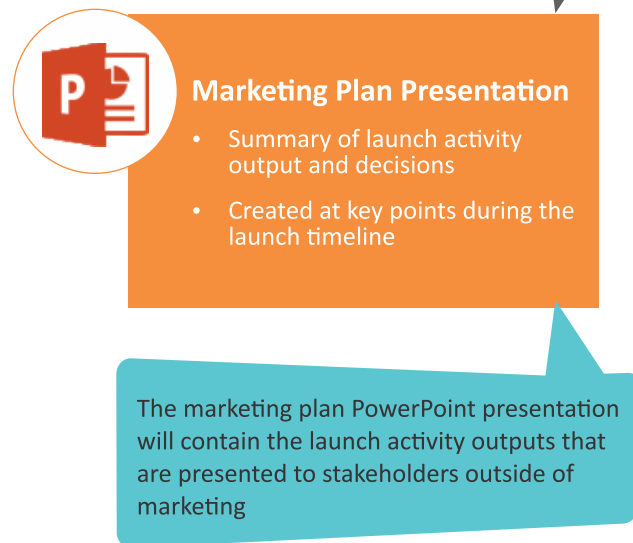 P
Marketing Plan Presentation
• Summary of launch activity
output and decisions
• Created at key points during the
launch timeline
The marketing plan PowerPoint presentation
will contain the launch activity outputs that
are presented to stakeholders outside of
marketing